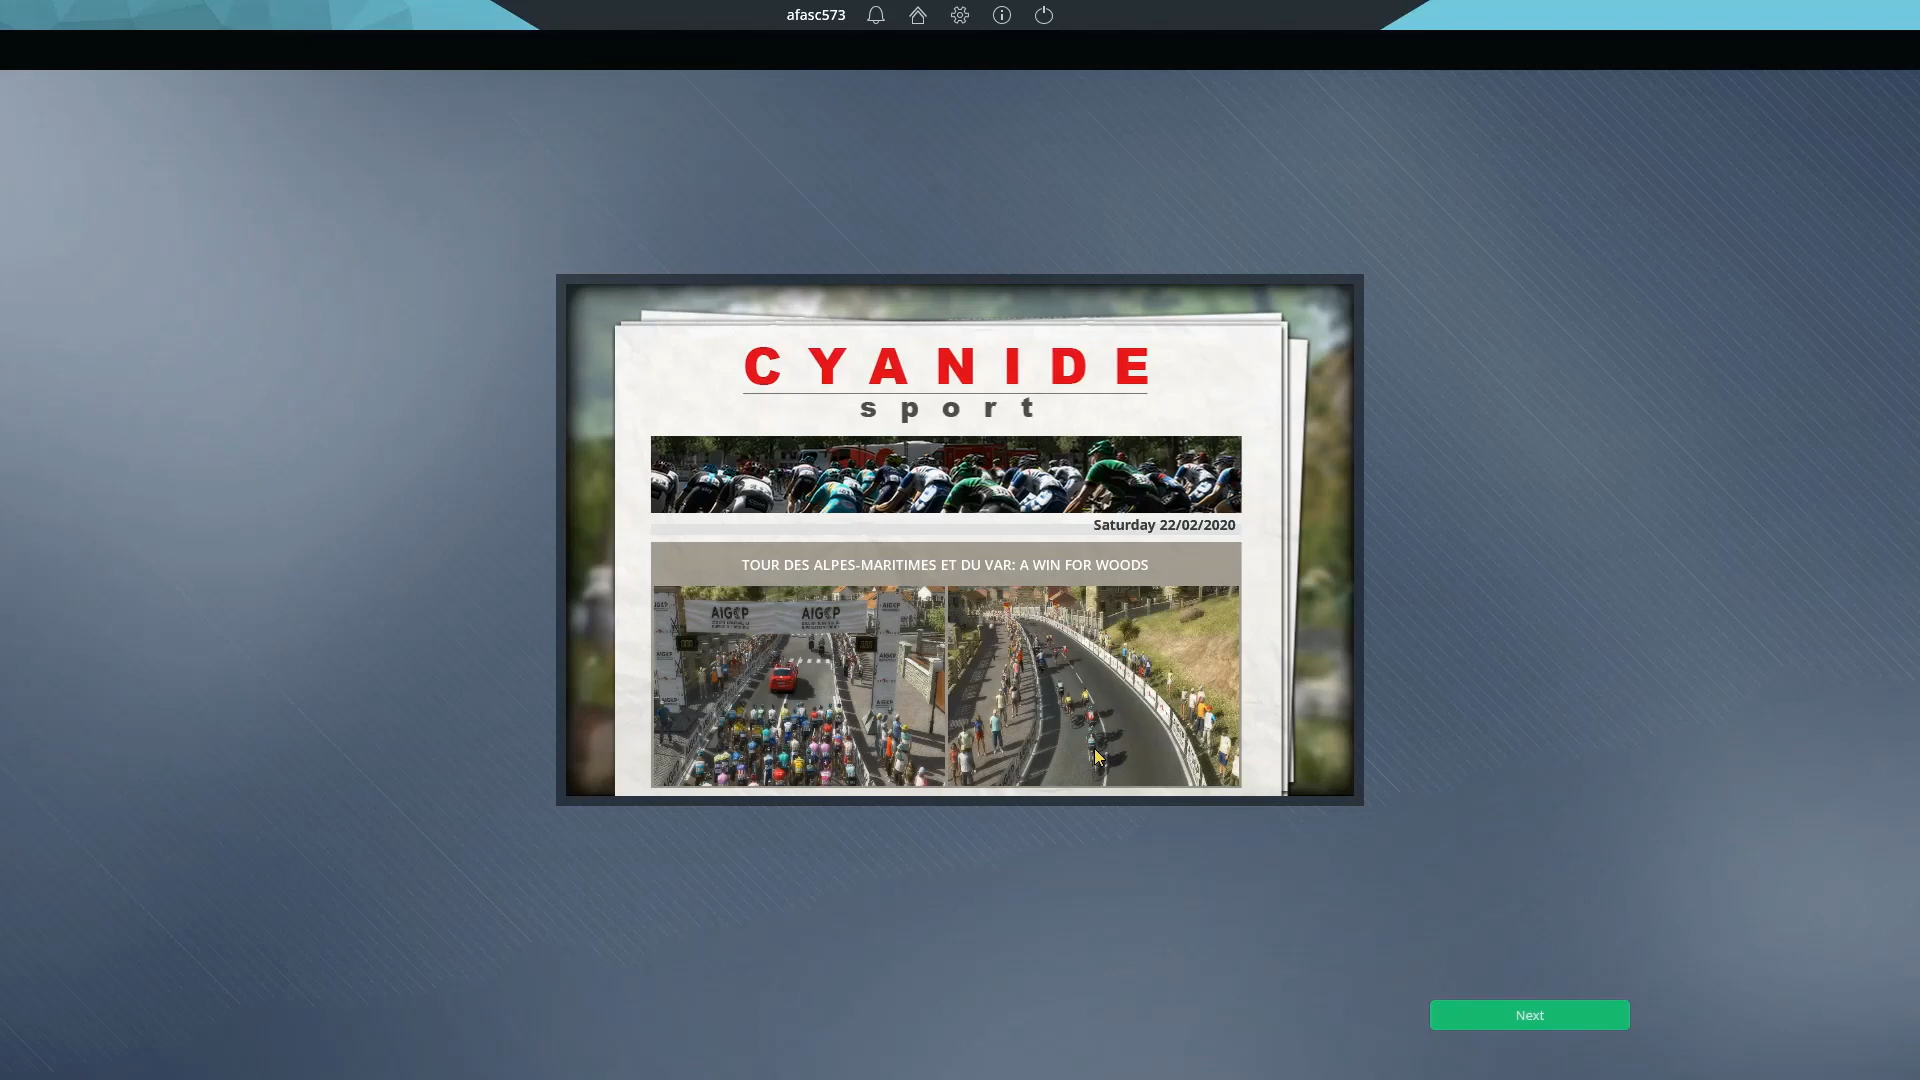 afasc573
CYANIDE
sport
Saturday 22/02/2020
TOUR DES ALPES-MARITIMES ET DU VAR: A WIN FOR WOODS
AIGCP AIGCP
Next